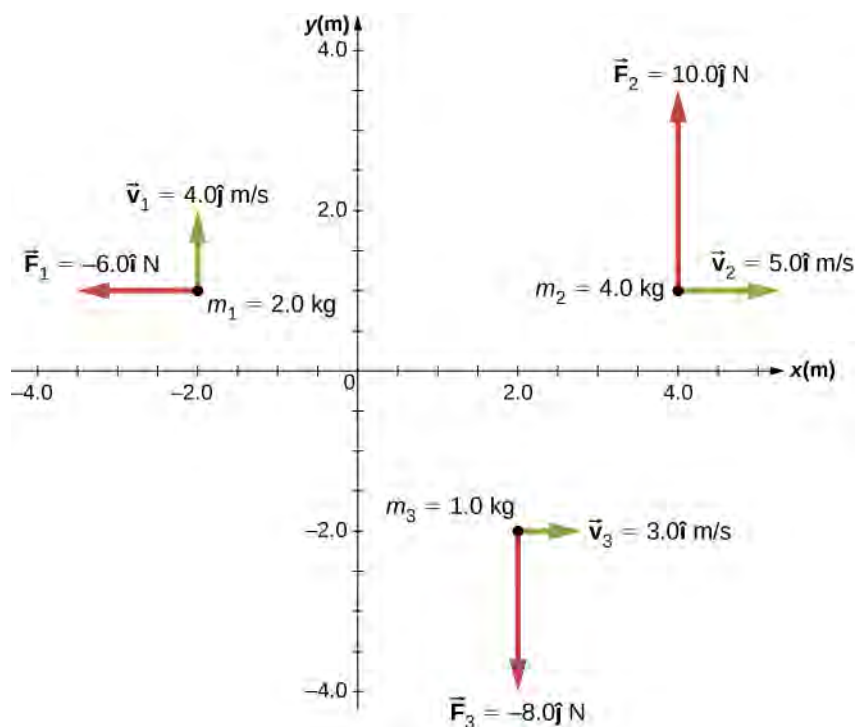 y(m)
4.0
F⃗₂ = 10.0ĵ N
v⃗₁ = 4.0ĵ m/s
2.0
F⃗₁ = –6.0î N
v⃗₂ = 5.0î m/s
m₁ = 2.0 kg
m₂ = 4.0 kg
x(m)
–4.0
–2.0
0
2.0
4.0
m₃ = 1.0 kg
–2.0
v⃗₃ = 3.0î m/s
–4.0
F⃗₃ = –8.0ĵ N